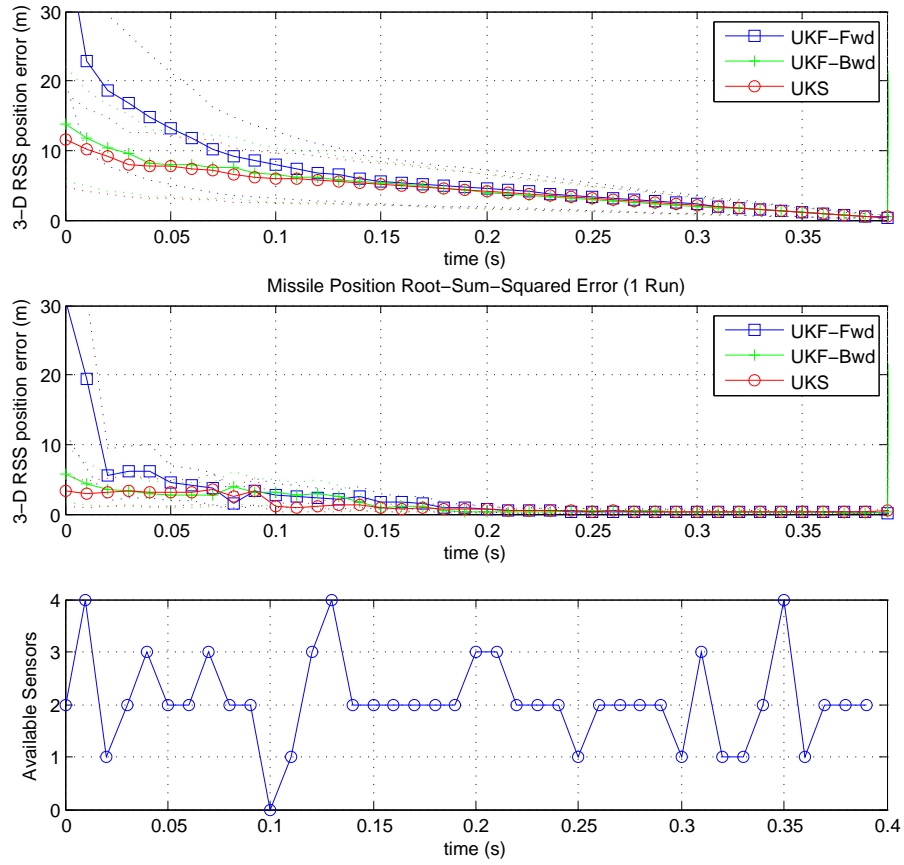 30
20
10
0
3−D RSS position error (m)
UKF−Fwd
UKF−Bwd
UKS
0 0.05 0.1 0.15 0.2 0.25 0.3 0.35
time (s)
Missile Position Root−Sum−Squared Error (1 Run)
30
20
10
0
3−D RSS position error (m)
UKF−Fwd
UKF−Bwd
UKS
0 0.05 0.1 0.15 0.2 0.25 0.3 0.35
time (s)
4
3
2
1
0
Available Sensors
0 0.05 0.1 0.15 0.2 0.25 0.3 0.35 0.4
time (s)